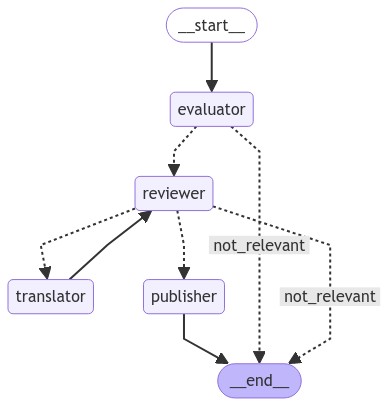 __start__
evaluator
reviewer
not_relevant
translator
publisher
not_relevant
__end__